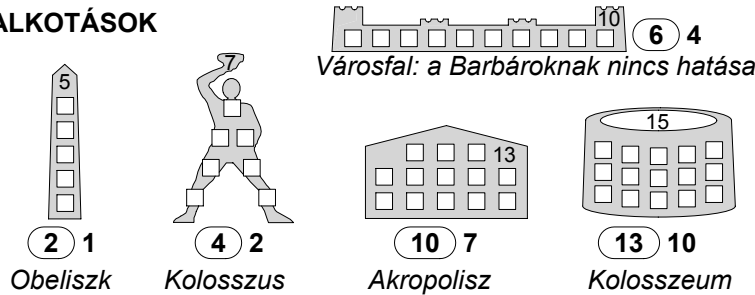 ALKOTÁSOK
10
6 4
Városfal: a Barbároknak nincs hatása
5
7
13
15
2 1
4 2
10 7
13 10
Obeliszk
Kolosszus
Akropolisz
Kolosszeum